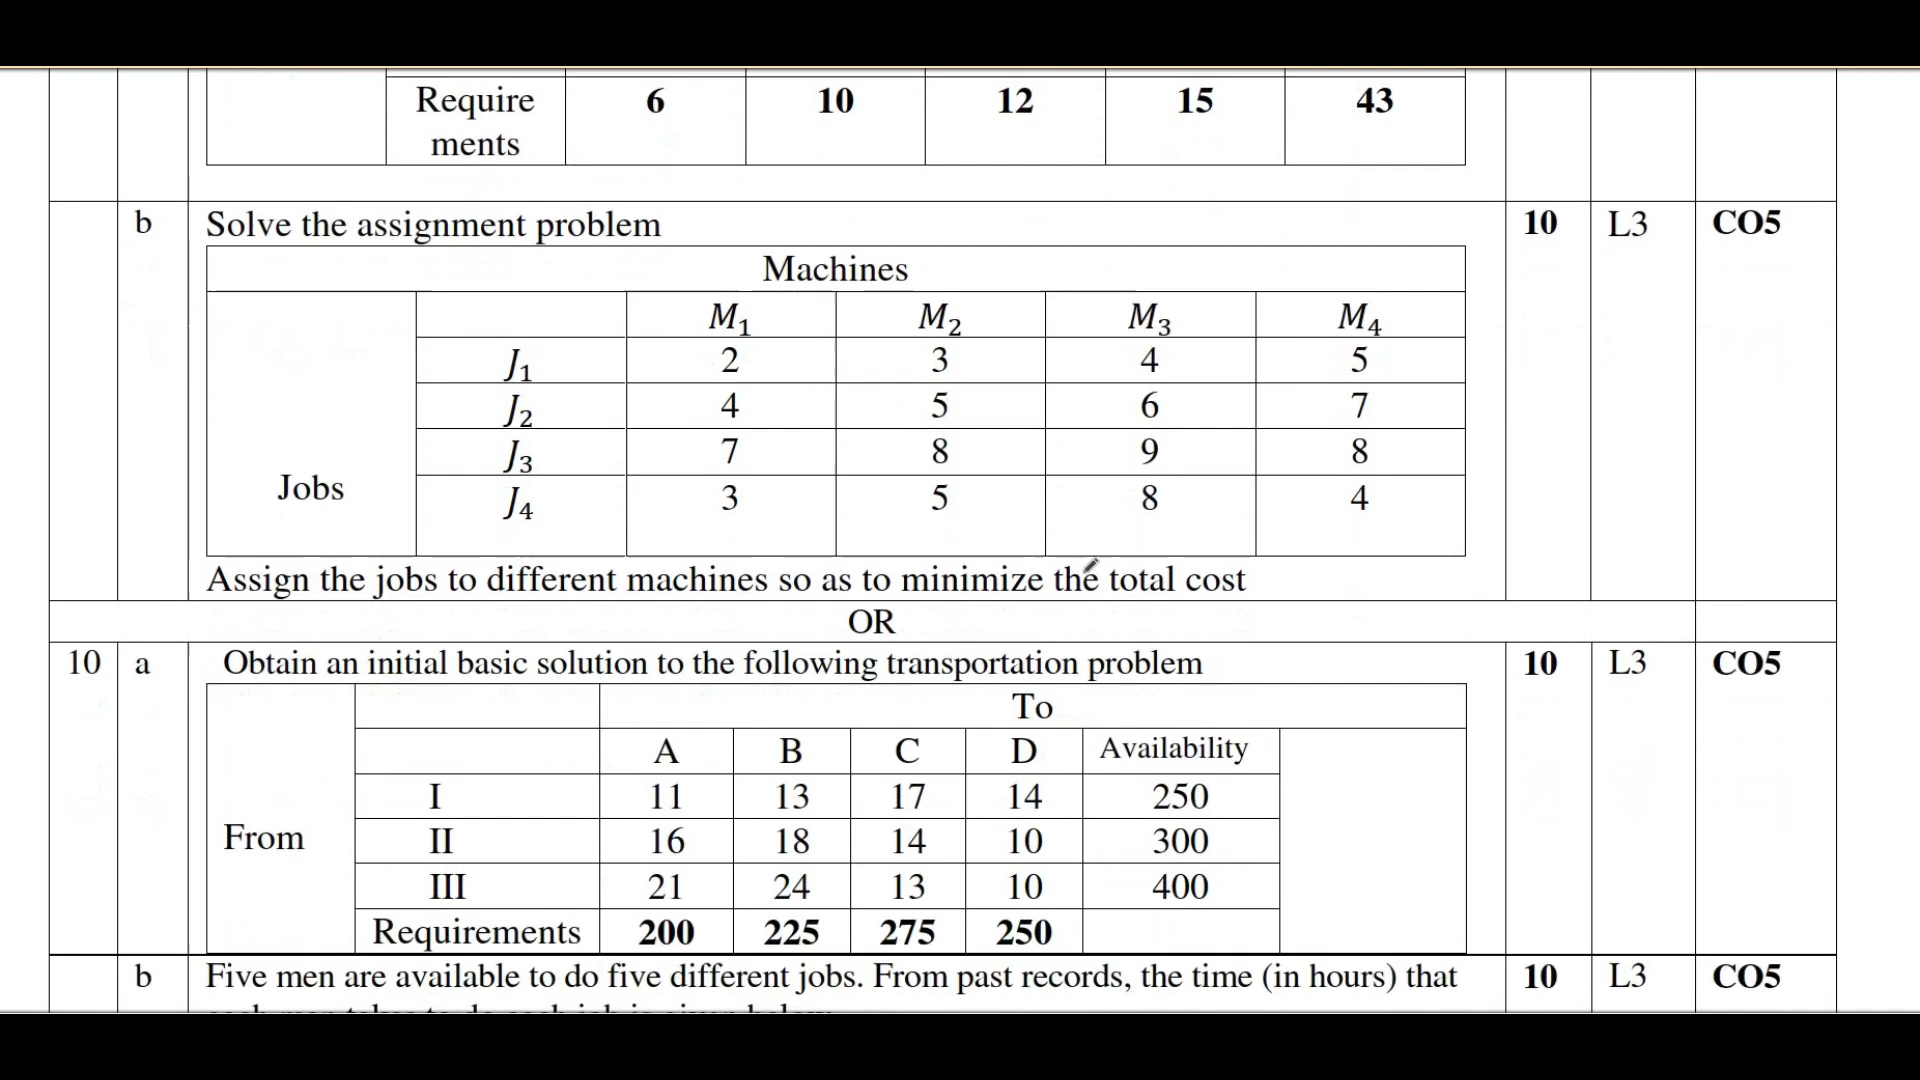 Require 6 10 12 15 43
ments
b Solve the assignment problem 10 L3 CO5
Machines
M1 M2 M3 M4
J1 2 3 4 5
J2 4 5 6 7
J3 7 8 9 8
Jobs J4 3 5 8 4
Assign the jobs to different machines so as to minimize the total cost
OR
10 a Obtain an initial basic solution to the following transportation problem 10 L3 CO5
To
A B C D Availability
I 11 13 17 14 250
From II 16 18 14 10 300
III 21 24 13 10 400
Requirements 200 225 275 250
b Five men are available to do five different jobs. From past records, the time (in hours) that 10 L3 CO5